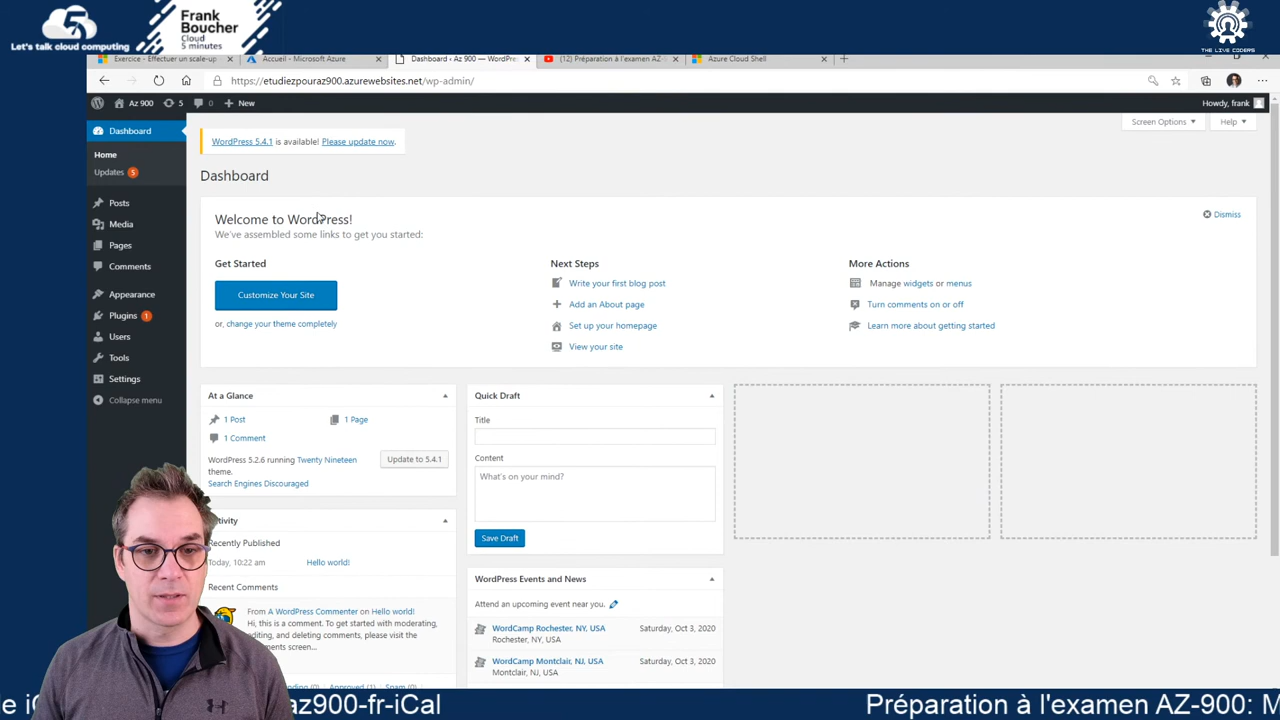 Let's talk cloud computing
5
Frank
Boucher
Cloud
5 minutes
THE LIVE CODERS
Exercice - Effectuer un scale-up
Accueil - Microsoft Azure
Dashboard ‹ Az 900 — WordPre
(12) Préparation à l'examen AZ-
Azure Cloud Shell
https://etudiezpouraz900.azurewebsites.net/wp-admin/
Az 900
5
0
New
Howdy, frank
Dashboard
Home
Updates 5
Posts
Media
Pages
Comments
Appearance
Plugins 1
Users
Tools
Settings
Collapse menu
Screen Options
Help
WordPress 5.4.1 is available! Please update now.
Dashboard
Welcome to WordPress!
We've assembled some links to get you started:
Dismiss
Get Started
Customize Your Site
or, change your theme completely
Next Steps
Write your first blog post
Add an About page
Set up your homepage
View your site
More Actions
Manage widgets or menus
Turn comments on or off
Learn more about getting started
At a Glance
1 Post
1 Page
1 Comment
WordPress 5.2.6 running Twenty Nineteen
theme.
Update to 5.4.1
Search Engines Discouraged
tivity
Recently Published
Today, 10:22 am
Hello world!
Recent Comments
From A WordPress Commenter on Hello world!
Hi, this is a comment. To get started with moderating,
editing, and deleting comments, please visit the
ments screen...
Approved (1)
Spam (0)
Quick Draft
Title
Content
What's on your mind?
Save Draft
WordPress Events and News
Attend an upcoming event near you.
WordCamp Rochester, NY, USA
Saturday, Oct 3, 2020
Rochester, NY, USA
WordCamp Montclair, NJ, USA
Saturday, Oct 3, 2020
Montclair, NJ, USA
az900-fr-iCal
Préparation à l'examen AZ-900: M